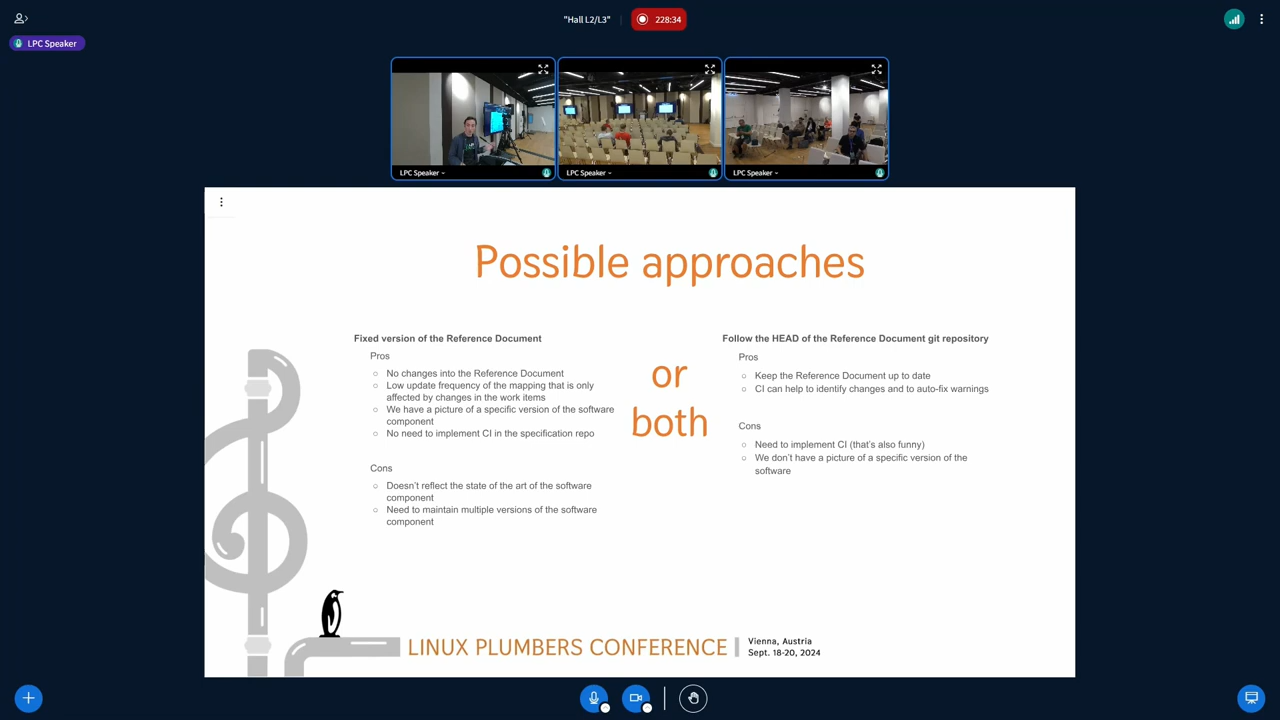 "Hall L2/L3"
228:34
LPC Speaker
LPC Speaker
LPC Speaker
LPC Speaker
Possible approaches
Fixed version of the Reference Document
Pros
No changes into the Reference Document
Low update frequency of the mapping that is only
affected by changes in the work items
We have a picture of a specific version of the software
component
No need to implement CI in the specification repo
Cons
Doesn't reflect the state of the art of the software
component
Need to maintain multiple versions of the software
component
or
both
Follow the HEAD of the Reference Document git repository
Pros
Keep the Reference Document up to date
CI can help to identify changes and to auto-fix warnings
Cons
Need to implement CI (that's also funny)
We don't have a picture of a specific version of the
software
LINUX PLUMBERS CONFERENCE
Vienna, Austria
Sept. 18-20, 2024